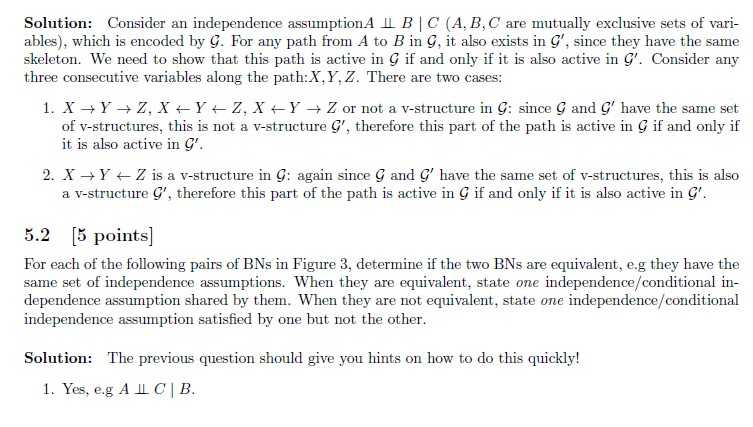 Solution: Consider an independence assumptionA ⫫ B | C (A, B, C are mutually exclusive sets of vari-
ables), which is encoded by 𝒢. For any path from A to B in 𝒢, it also exists in 𝒢′, since they have the same
skeleton. We need to show that this path is active in 𝒢 if and only if it is also active in 𝒢′. Consider any
three consecutive variables along the path:X, Y, Z. There are two cases:
1. X → Y → Z, X ← Y ← Z, X ← Y → Z or not a v-structure in 𝒢: since 𝒢 and 𝒢′ have the same set
of v-structures, this is not a v-structure 𝒢′, therefore this part of the path is active in 𝒢 if and only if
it is also active in 𝒢′.
2. X → Y ← Z is a v-structure in 𝒢: again since 𝒢 and 𝒢′ have the same set of v-structures, this is also
a v-structure 𝒢′, therefore this part of the path is active in 𝒢 if and only if it is also active in 𝒢′.
5.2 [5 points]
For each of the following pairs of BNs in Figure 3, determine if the two BNs are equivalent, e.g they have the
same set of independence assumptions. When they are equivalent, state one independence/conditional in-
dependence assumption shared by them. When they are not equivalent, state one independence/conditional
independence assumption satisfied by one but not the other.
Solution: The previous question should give you hints on how to do this quickly!
1. Yes, e.g A ⫫ C | B.